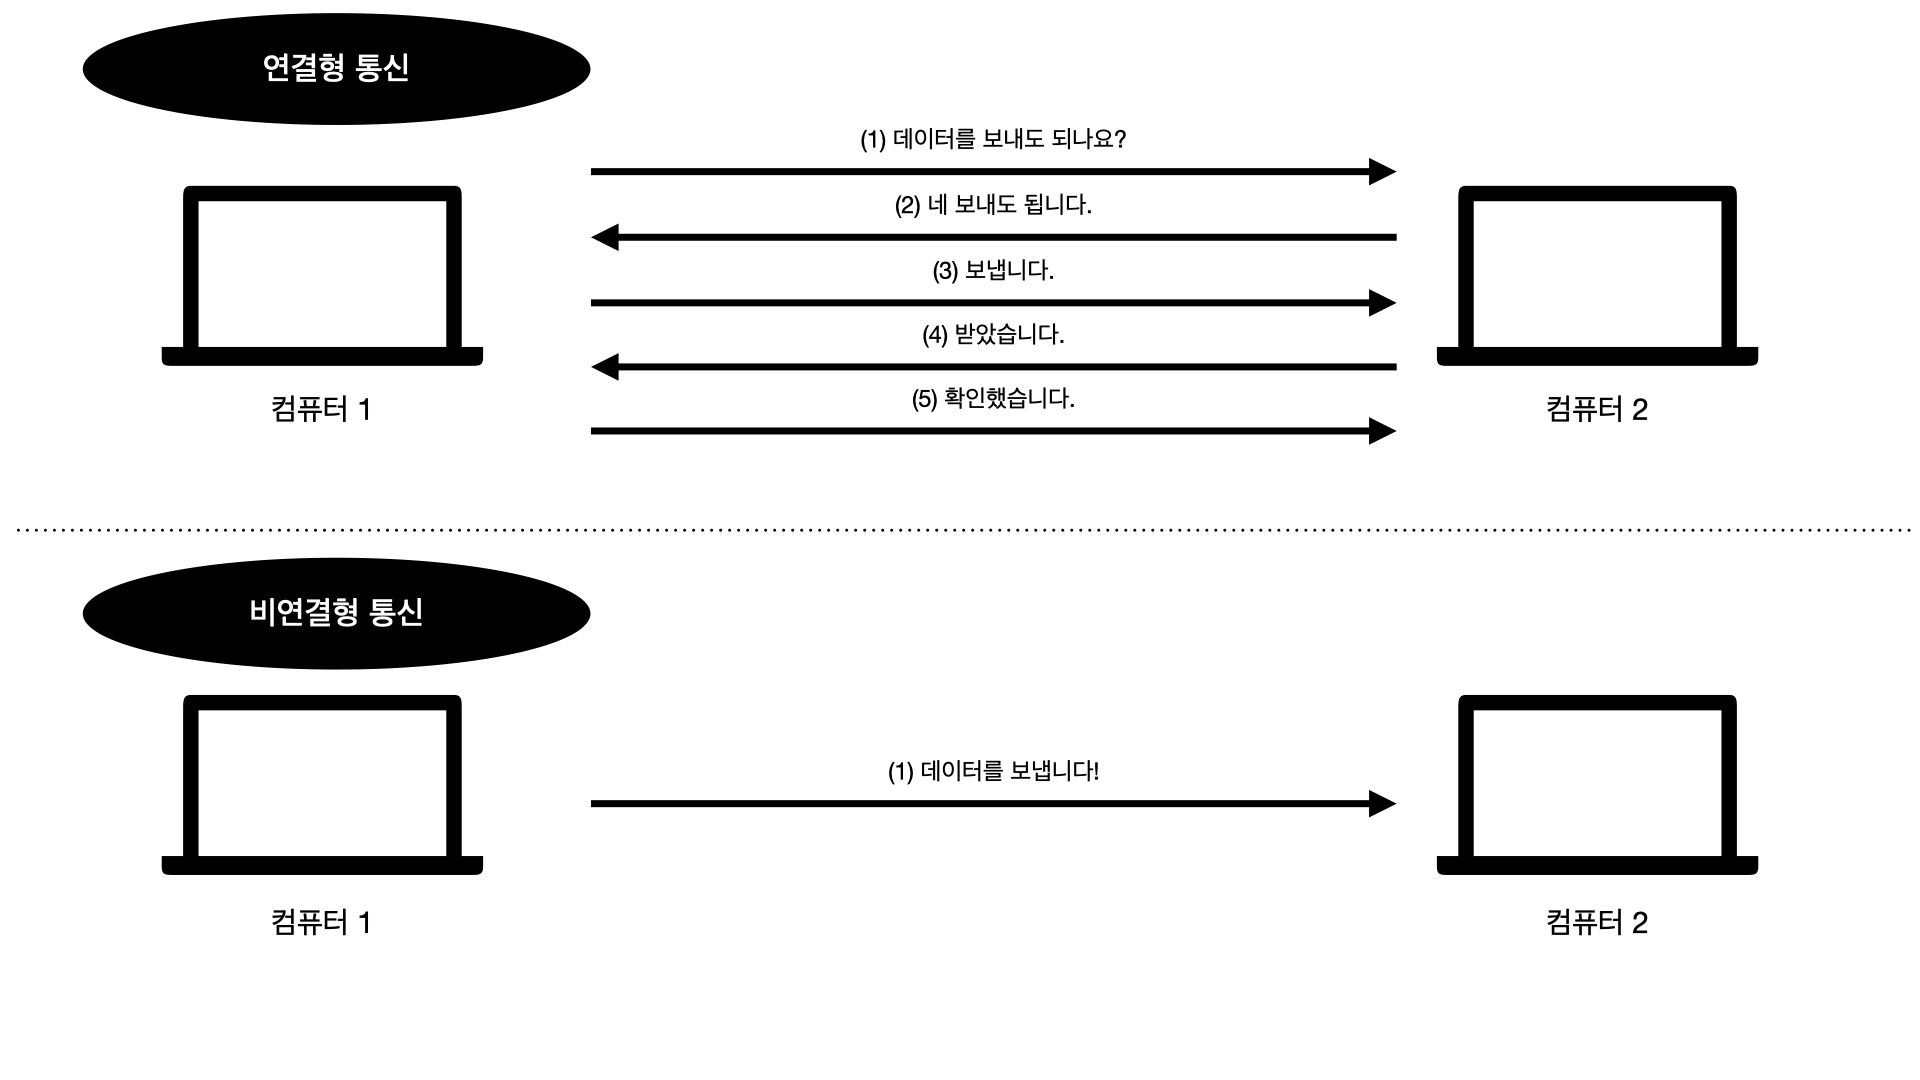 연결형 통신
(1) 데이터를 보내도 되나요?
(2) 네 보내도 됩니다.
(3) 보냅니다.
(4) 받았습니다.
(5) 확인했습니다.
컴퓨터 1
컴퓨터 2
비연결형 통신
(1) 데이터를 보냅니다!
컴퓨터 1
컴퓨터 2